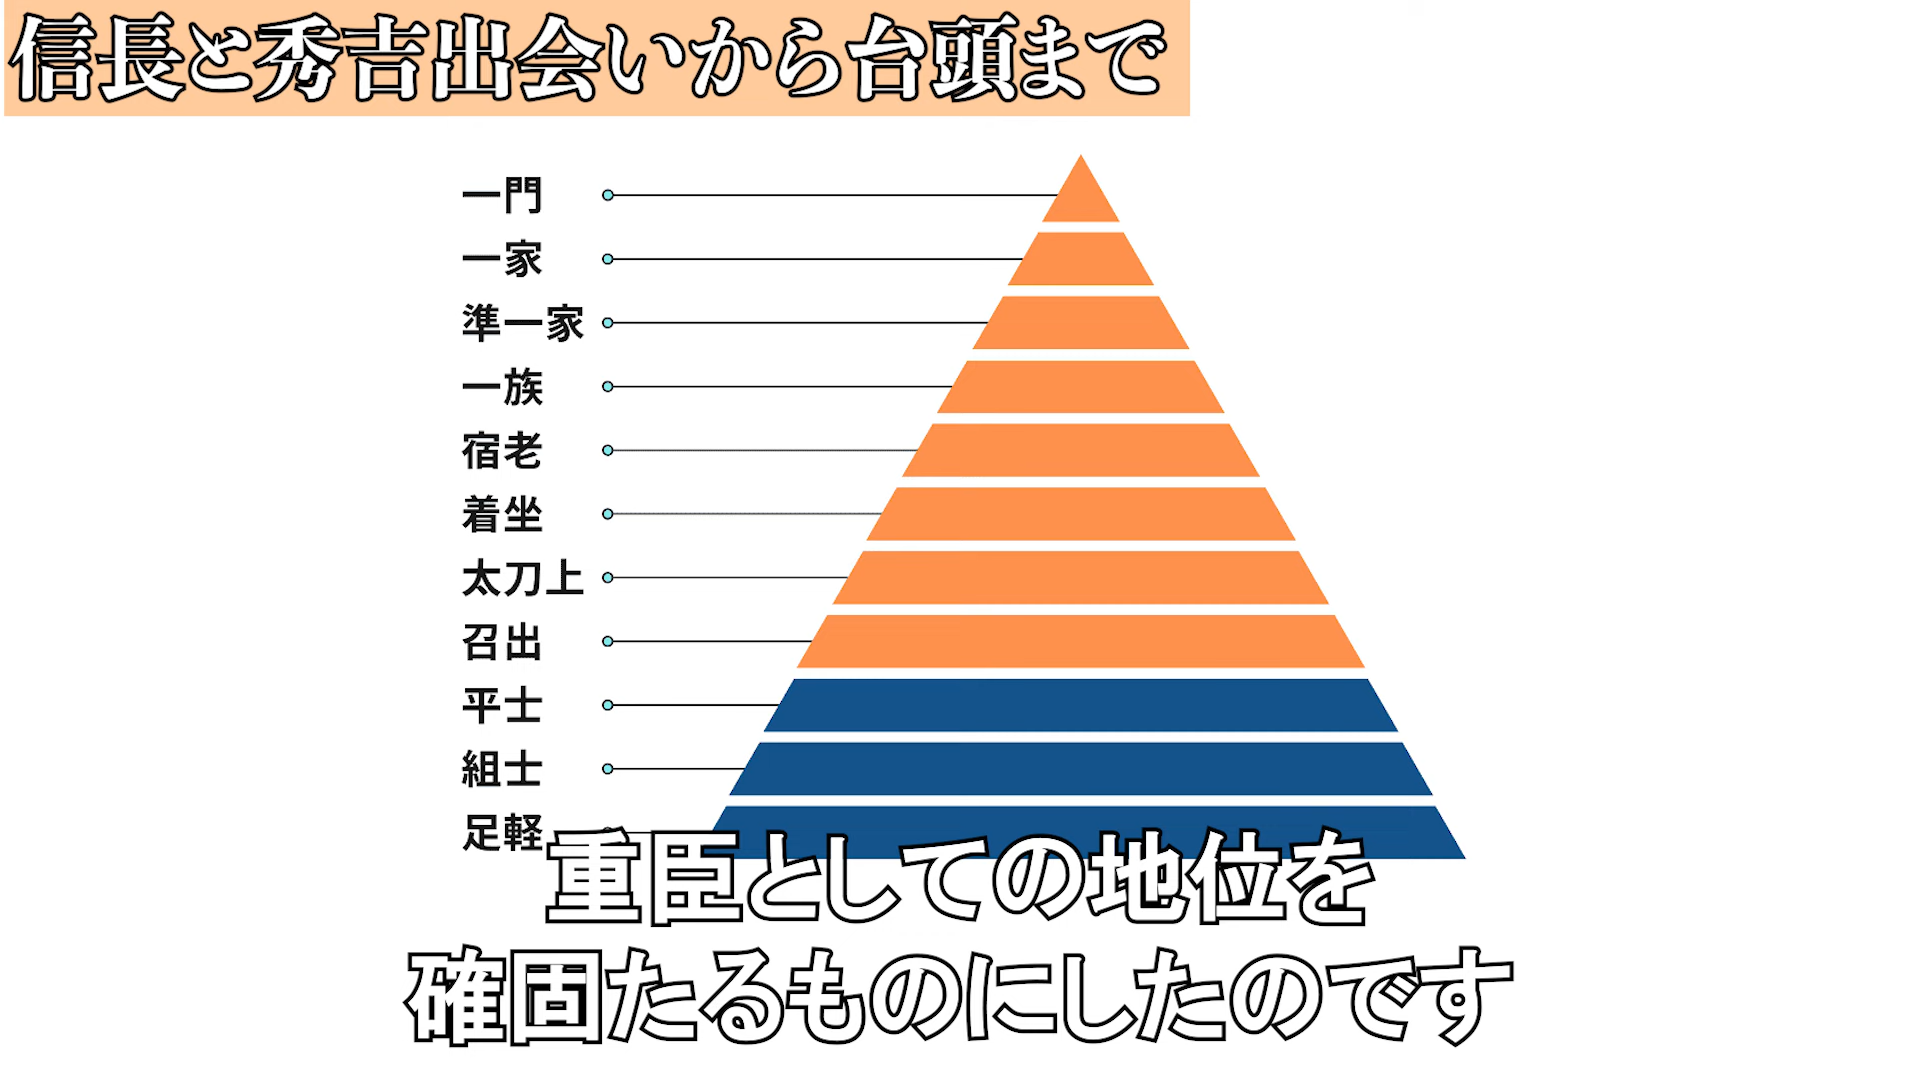 信長と秀吉出会いから台頭まで
一門
一家
準一家
一族
宿老
着坐
太刀上
召出
平士
組士
足軽
重臣としての地位を
確固たるものにしたのです